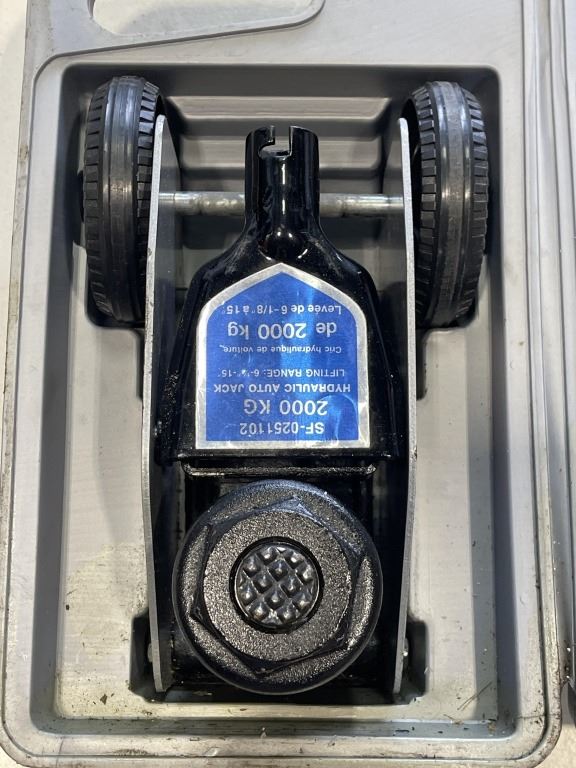 SF-0251102
2000 KG
HYDRAULIC AUTO JACK
LIFTING RANGE: 6-⅛"-15"
Cric hydraulique de voiture,
de 2000 kg
Levée de 6-1/8" à 15"